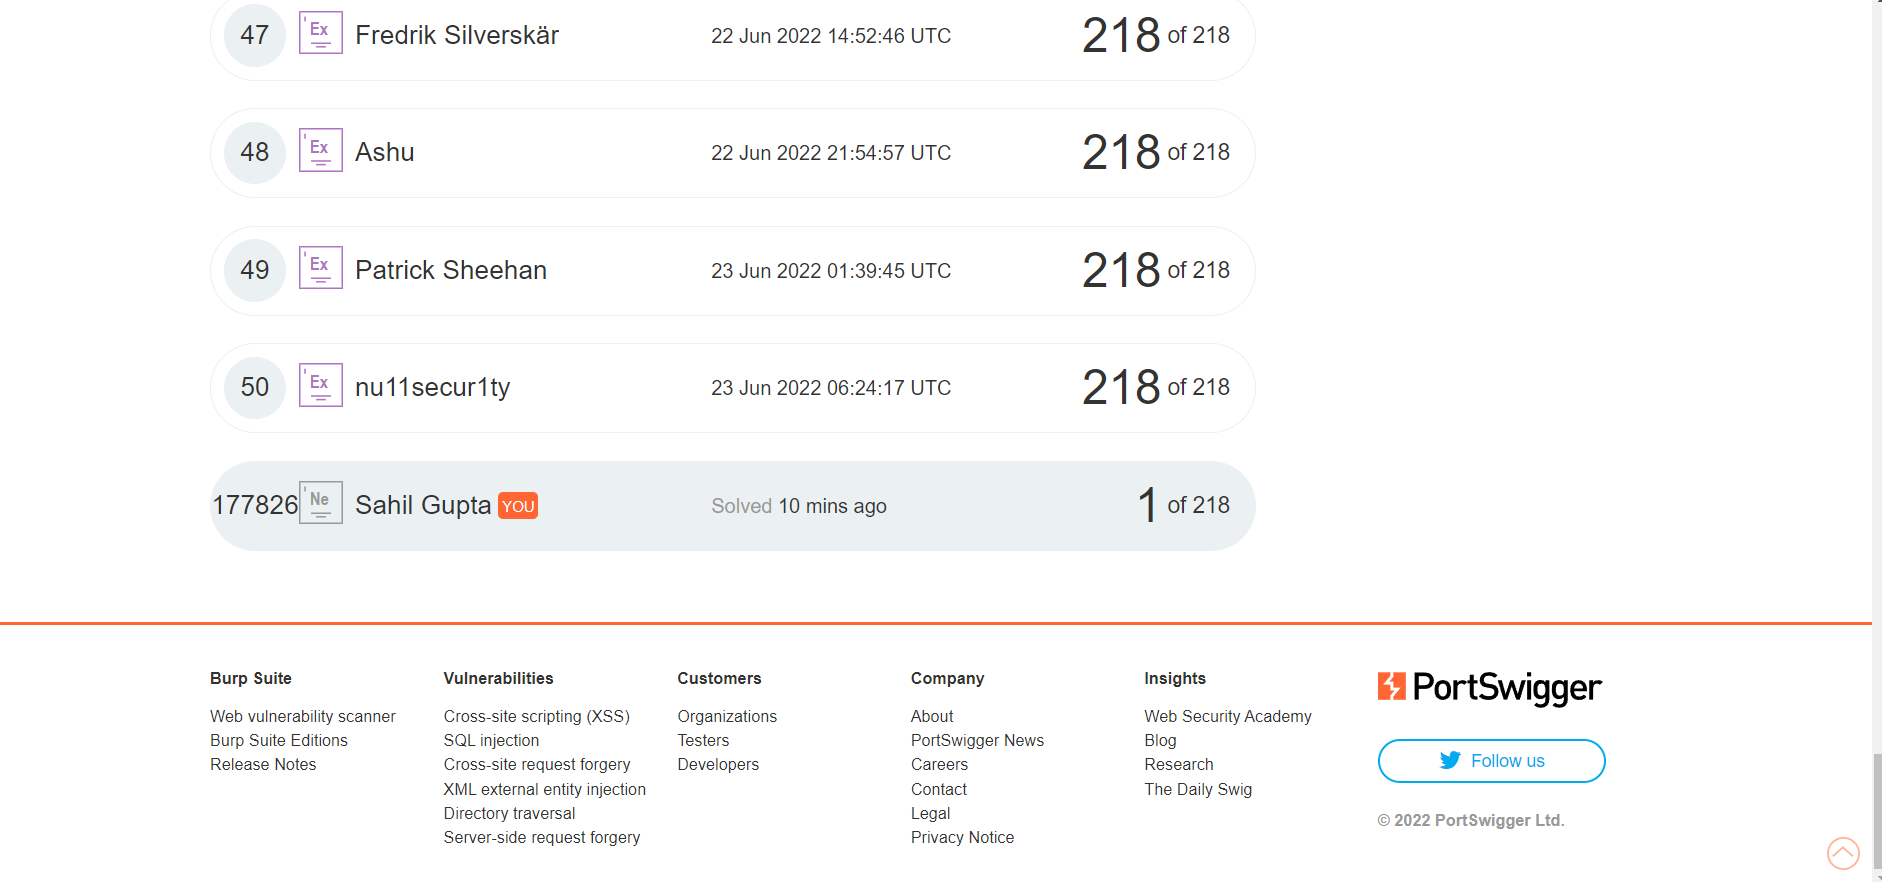 47 Ex Fredrik Silverskär 22 Jun 2022 14:52:46 UTC 218 of 218
48 Ex Ashu 22 Jun 2022 21:54:57 UTC 218 of 218
49 Ex Patrick Sheehan 23 Jun 2022 01:39:45 UTC 218 of 218
50 Ex nu11secur1ty 23 Jun 2022 06:24:17 UTC 218 of 218
177826 Ne Sahil Gupta YOU Solved 10 mins ago 1 of 218
Burp Suite
Web vulnerability scanner
Burp Suite Editions
Release Notes
Vulnerabilities
Cross-site scripting (XSS)
SQL injection
Cross-site request forgery
XML external entity injection
Directory traversal
Server-side request forgery
Customers
Organizations
Testers
Developers
Company
About
PortSwigger News
Careers
Contact
Legal
Privacy Notice
Insights
Web Security Academy
Blog
Research
The Daily Swig
PortSwigger
Follow us
© 2022 PortSwigger Ltd.